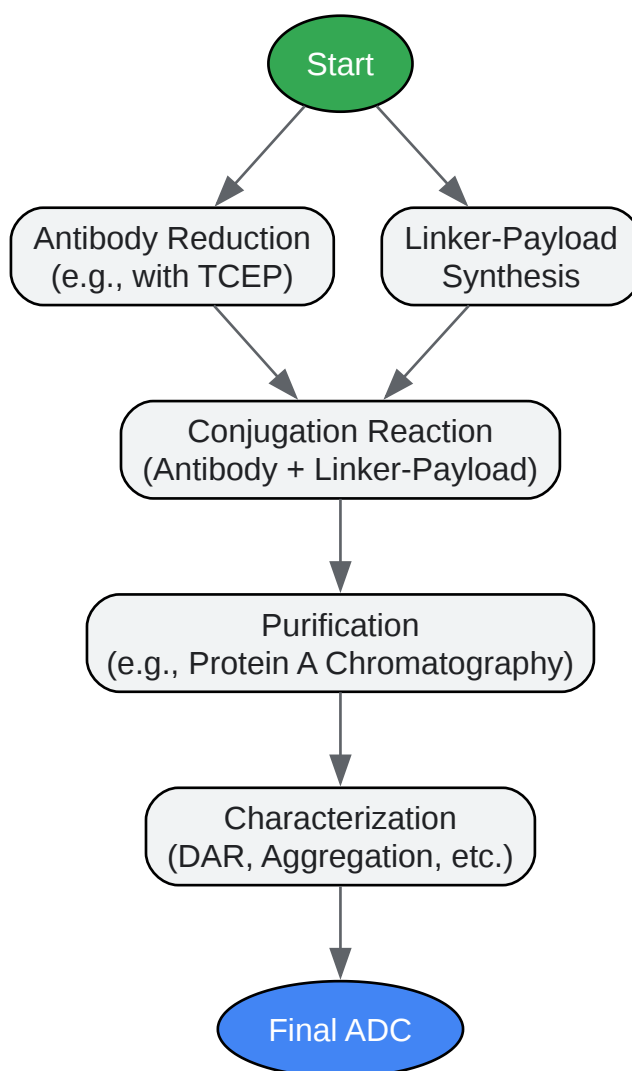 Start
Antibody Reduction
(e.g., with TCEP)
Linker-Payload
Synthesis
Conjugation Reaction
(Antibody + Linker-Payload)
Purification
(e.g., Protein A Chromatography)
Characterization
(DAR, Aggregation, etc.)
Final ADC